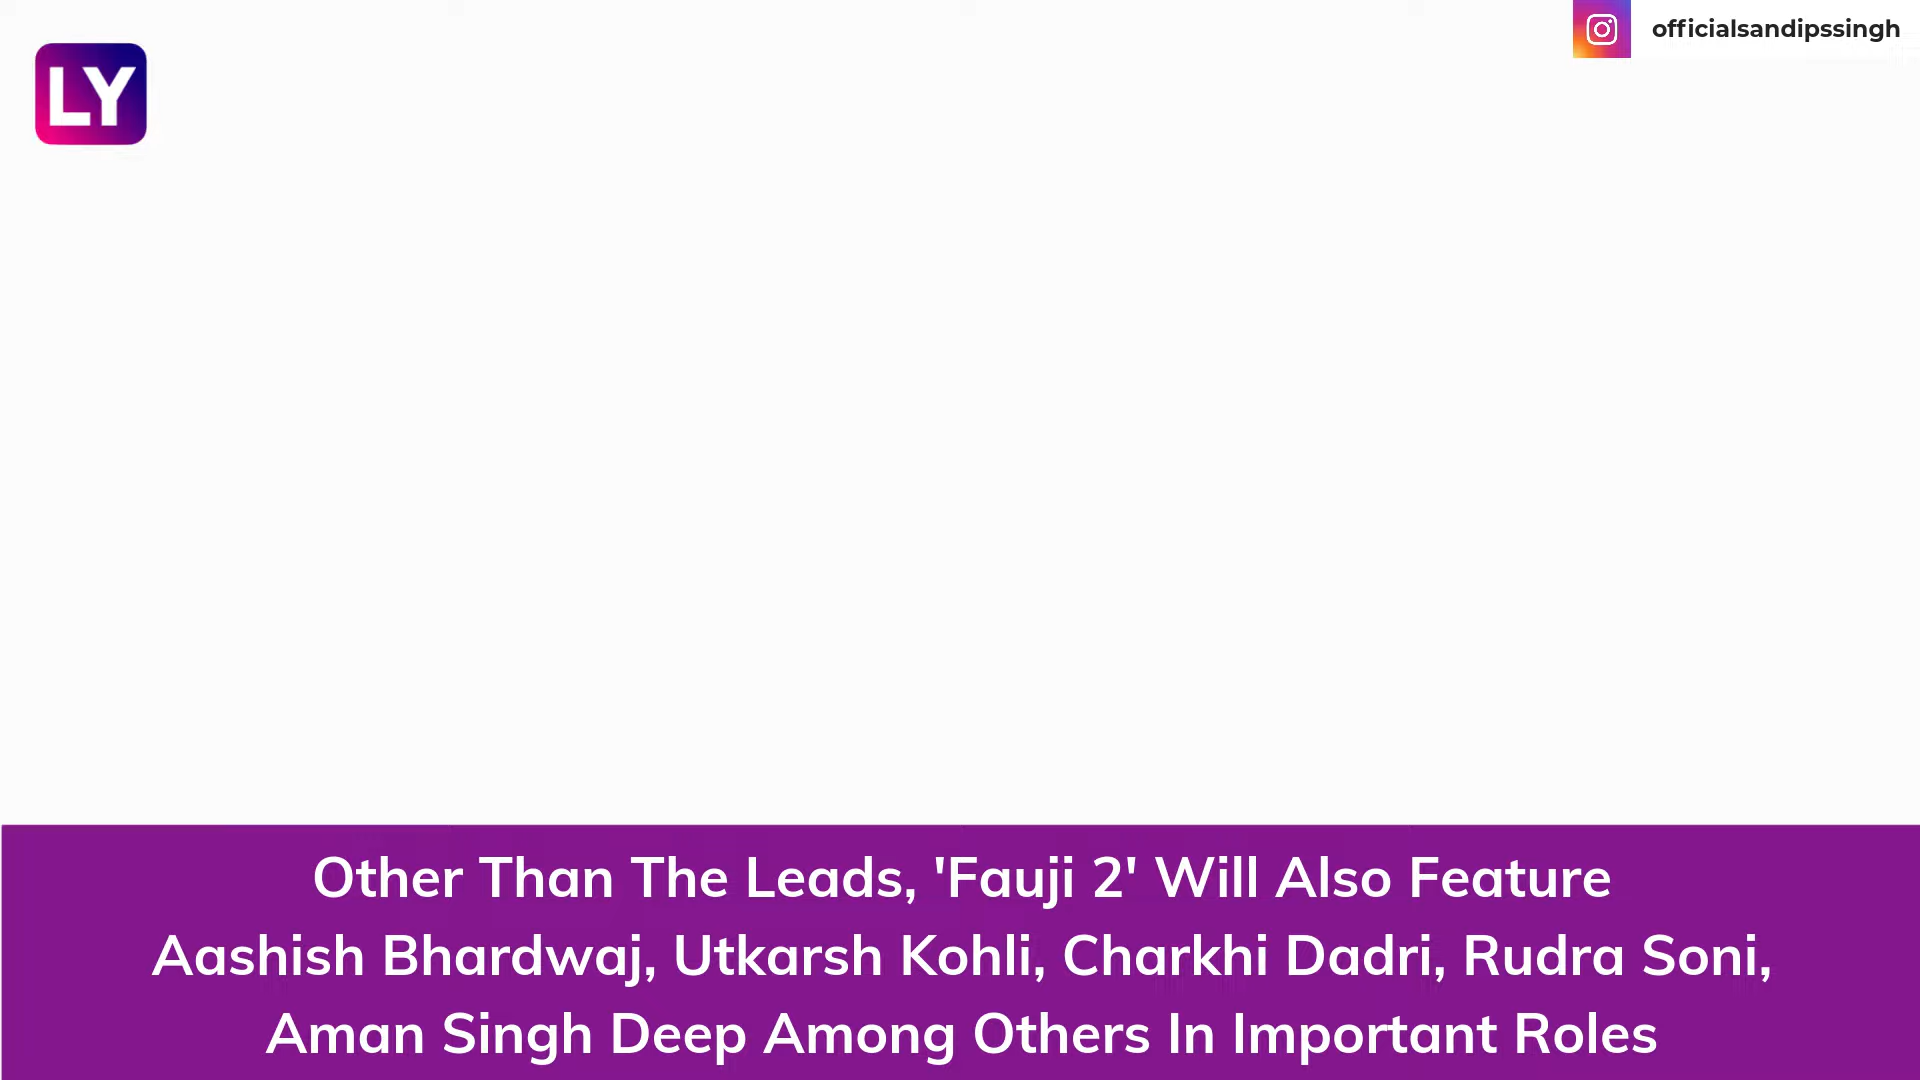 officialsandipssingh
LY
Other Than The Leads, 'Fauji 2' Will Also Feature
Aashish Bhardwaj, Utkarsh Kohli, Charkhi Dadri, Rudra Soni,
Aman Singh Deep Among Others In Important Roles